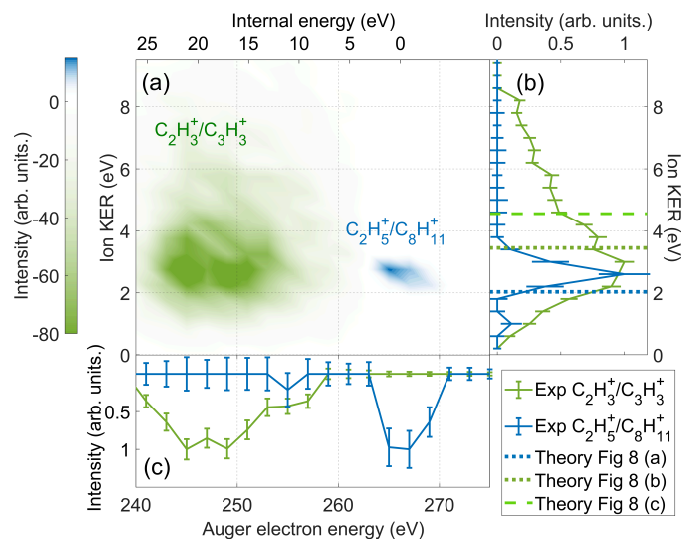 Internal energy (eV)
25 20 15 10 5 0
Intensity (arb. units.)
0 0.5 1
(a)
(b)
C₂H₃⁺/C₃H₃⁺
C₂H₅⁺/C₈H₁₁⁺
Intensity (arb. units.)
0
-20
-40
-60
-80
Ion KER (eV)
8
6
4
2
0
Ion KER (eV)
8
6
4
2
0
Intensity (arb. units.)
0.5
1
(c)
240 250 260 270
Auger electron energy (eV)
Exp C₂H₃⁺/C₃H₃⁺
Exp C₂H₅⁺/C₈H₁₁⁺
Theory Fig 8 (a)
Theory Fig 8 (b)
Theory Fig 8 (c)